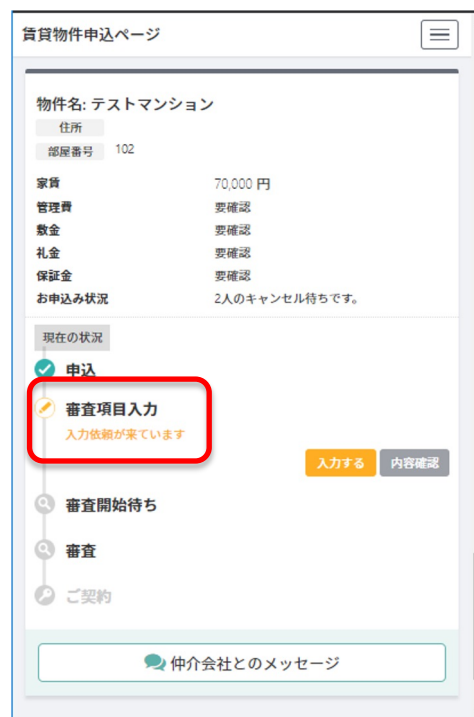 賃貸物件申込ページ
物件名: テストマンション
住所
部屋番号 102
家賃 70,000 円
管理費 要確認
敷金 要確認
礼金 要確認
保証金 要確認
お申込み状況 2人のキャンセル待ちです。
現在の状況
申込
審査項目入力
入力依頼が来ています
入力する 内容確認
審査開始待ち
審査
ご契約
仲介会社とのメッセージ